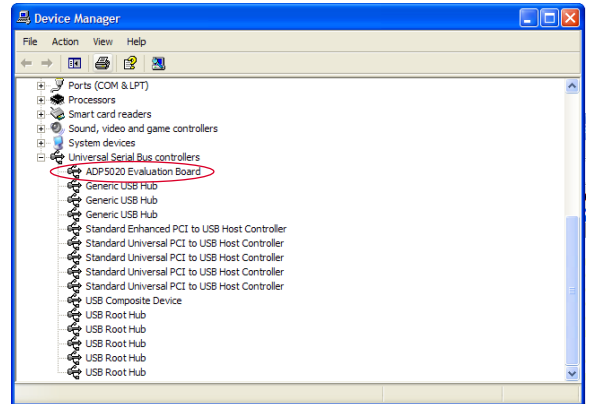 Device Manager
File Action View Help
Ports (COM & LPT)
Processors
Smart card readers
Sound, video and game controllers
System devices
Universal Serial Bus controllers
ADP5020 Evaluation Board
Generic USB Hub
Generic USB Hub
Generic USB Hub
Standard Enhanced PCI to USB Host Controller
Standard Universal PCI to USB Host Controller
Standard Universal PCI to USB Host Controller
Standard Universal PCI to USB Host Controller
Standard Universal PCI to USB Host Controller
USB Composite Device
USB Root Hub
USB Root Hub
USB Root Hub
USB Root Hub
USB Root Hub